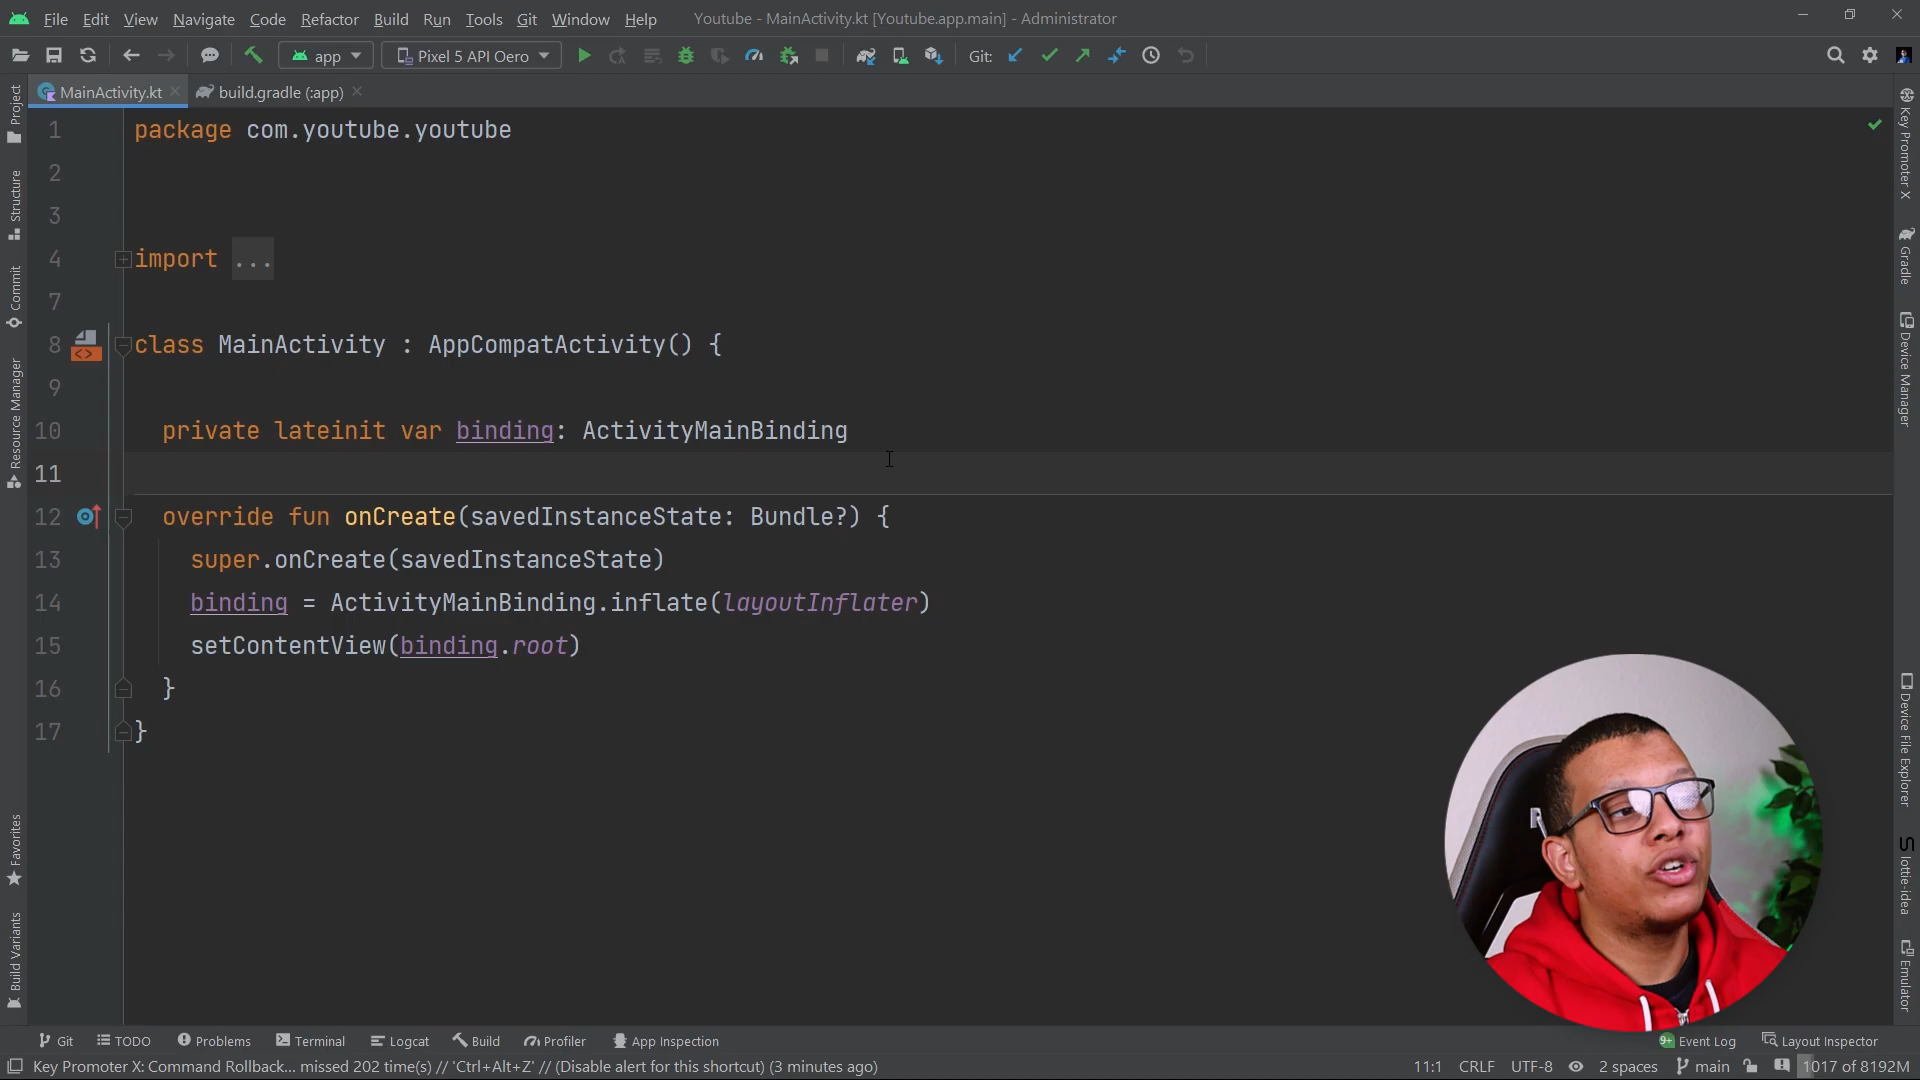 File Edit View Navigate Code Refactor Build Run Tools Git Window Help Youtube - MainActivity.kt [Youtube.app.main] - Administrator
app Pixel 5 API Oero Git:
MainActivity.kt build.gradle (:app)
1 package com.youtube.youtube
2
3
4 import ...
7
8 class MainActivity : AppCompatActivity() {
9
10 private lateinit var binding: ActivityMainBinding
11
12 override fun onCreate(savedInstanceState: Bundle?) {
13 super.onCreate(savedInstanceState)
14 binding = ActivityMainBinding.inflate(layoutInflater)
15 setContentView(binding.root)
16 }
17 }
Project
Structure
Commit
Resource Manager
Favorites
Build Variants
Key Promoter X
Gradle
Device Manager
Device File Explorer
lottie-idea
Emulator
Git TODO Problems Terminal Logcat Build Profiler App Inspection 9+ Event Log Layout Inspector
Key Promoter X: Command Rollback... missed 202 time(s) // 'Ctrl+Alt+Z' // (Disable alert for this shortcut) (3 minutes ago) 11:1 CRLF UTF-8 2 spaces main 1017 of 8192M